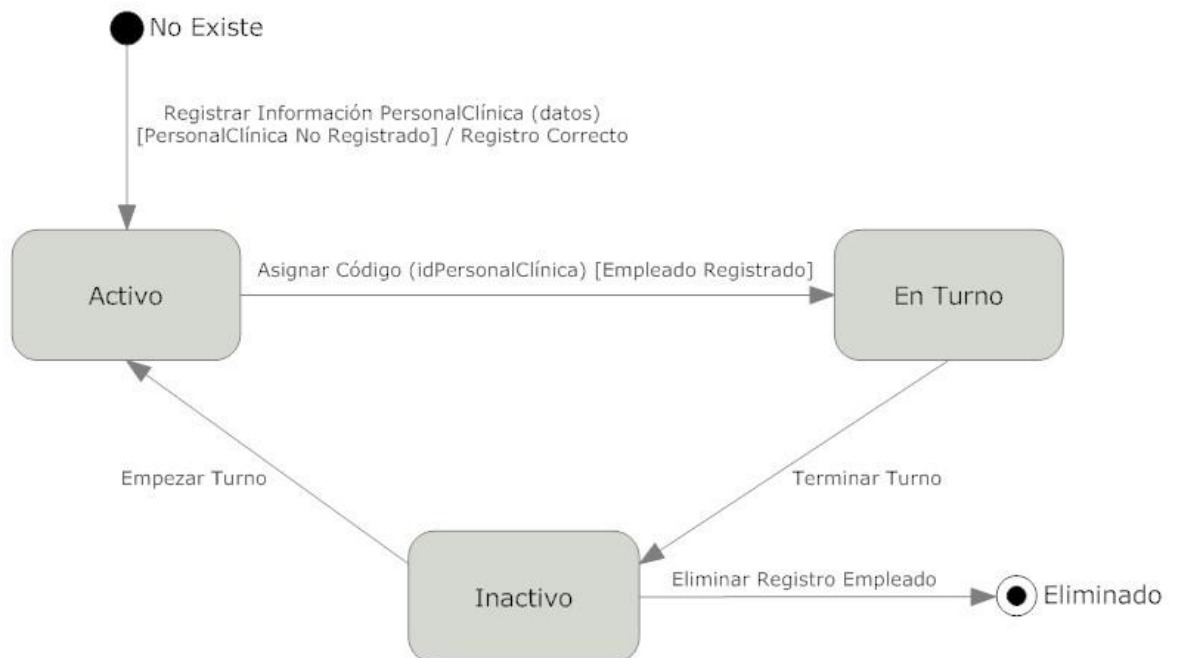 No Existe
Registrar Información PersonalClínica (datos)
[PersonalClínica No Registrado] / Registro Correcto
Asignar Código (idPersonalClínica) [Empleado Registrado]
Activo
En Turno
Empezar Turno
Terminar Turno
Eliminar Registro Empleado
Inactivo
Eliminado